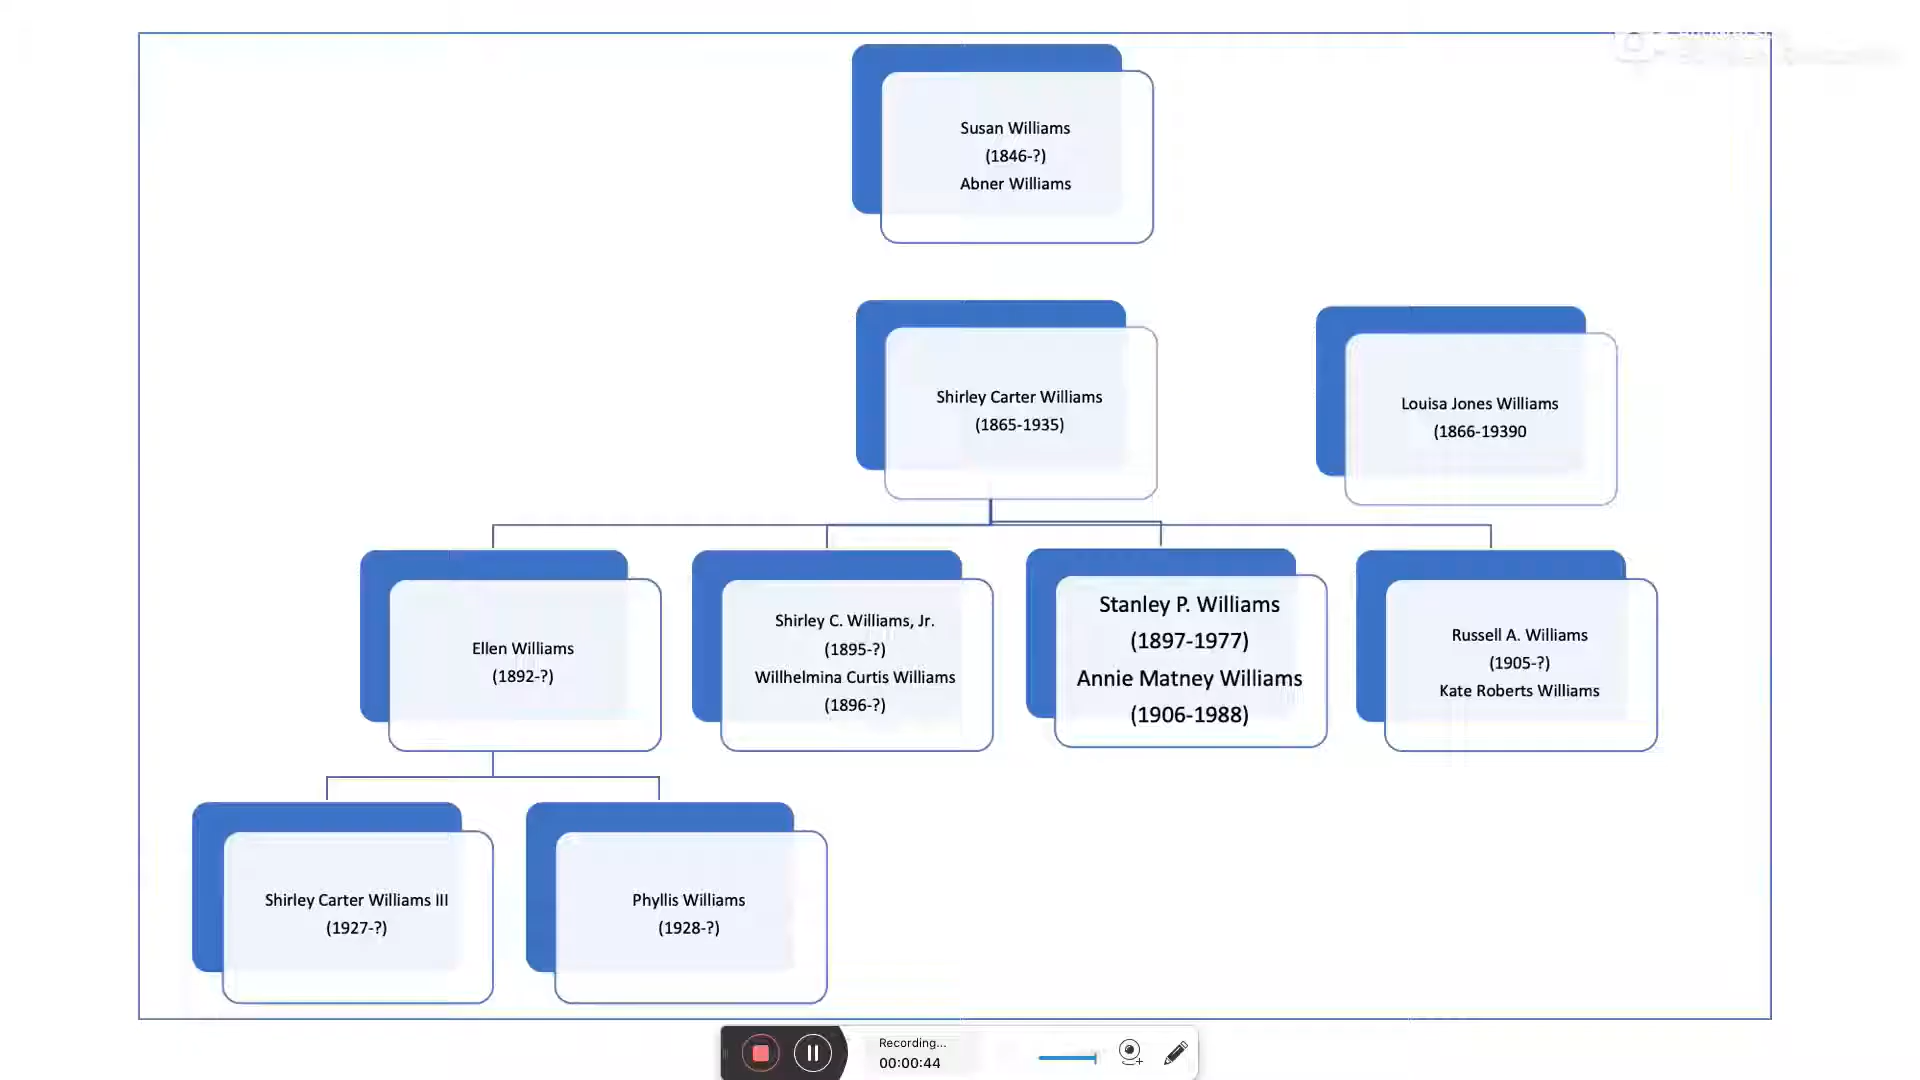 Susan Williams
(1846-?)
Abner Williams
Shirley Carter Williams
(1865-1935)
Louisa Jones Williams
(1866-19390
Ellen Williams
(1892-?)
Shirley C. Williams, Jr.
(1895-?)
Willhelmina Curtis Williams
(1896-?)
Stanley P. Williams
(1897-1977)
Annie Matney Williams
(1906-1988)
Russell A. Williams
(1905-?)
Kate Roberts Williams
Shirley Carter Williams III
(1927-?)
Phyllis Williams
(1928-?)
Recording...
00:00:44